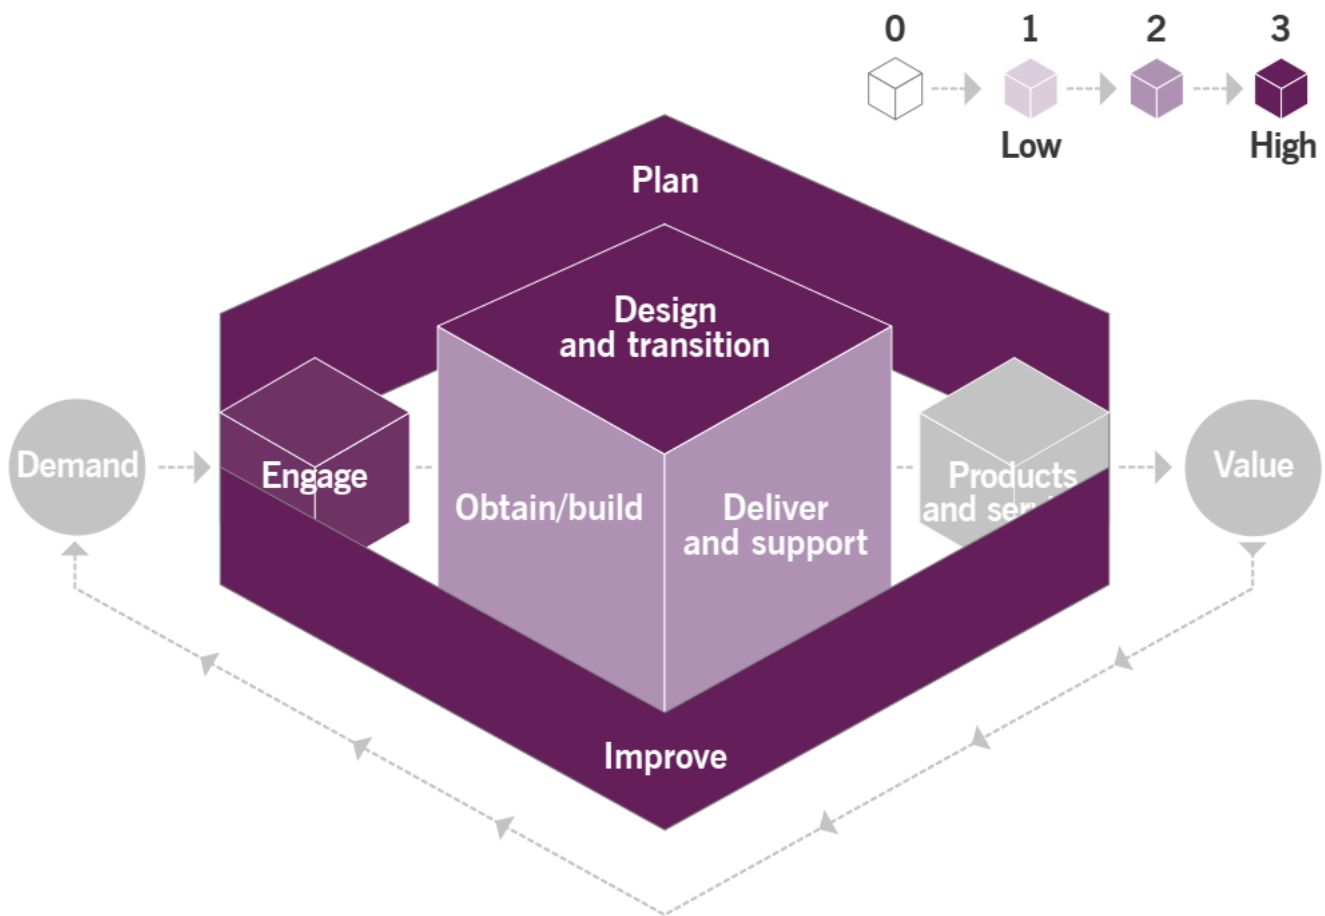 0 1 2 3
Low High
Plan
Design
and transition
Demand
Engage
Obtain/build
Deliver
and support
Products
and
Value
Improve